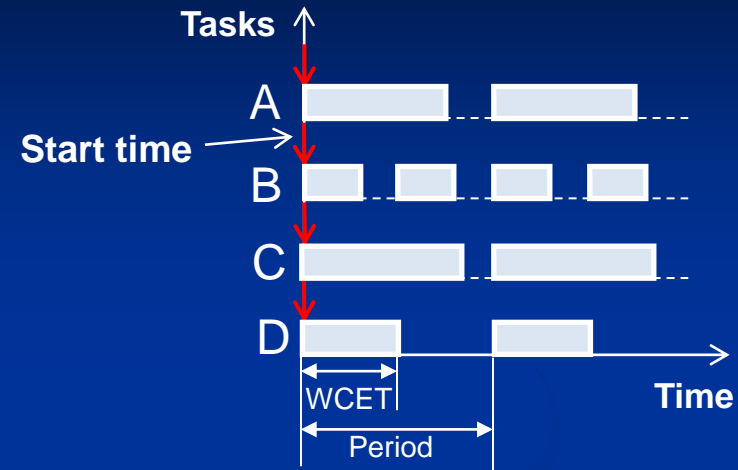 Tasks
A
Start time
B
C
D
WCET
Time
Period